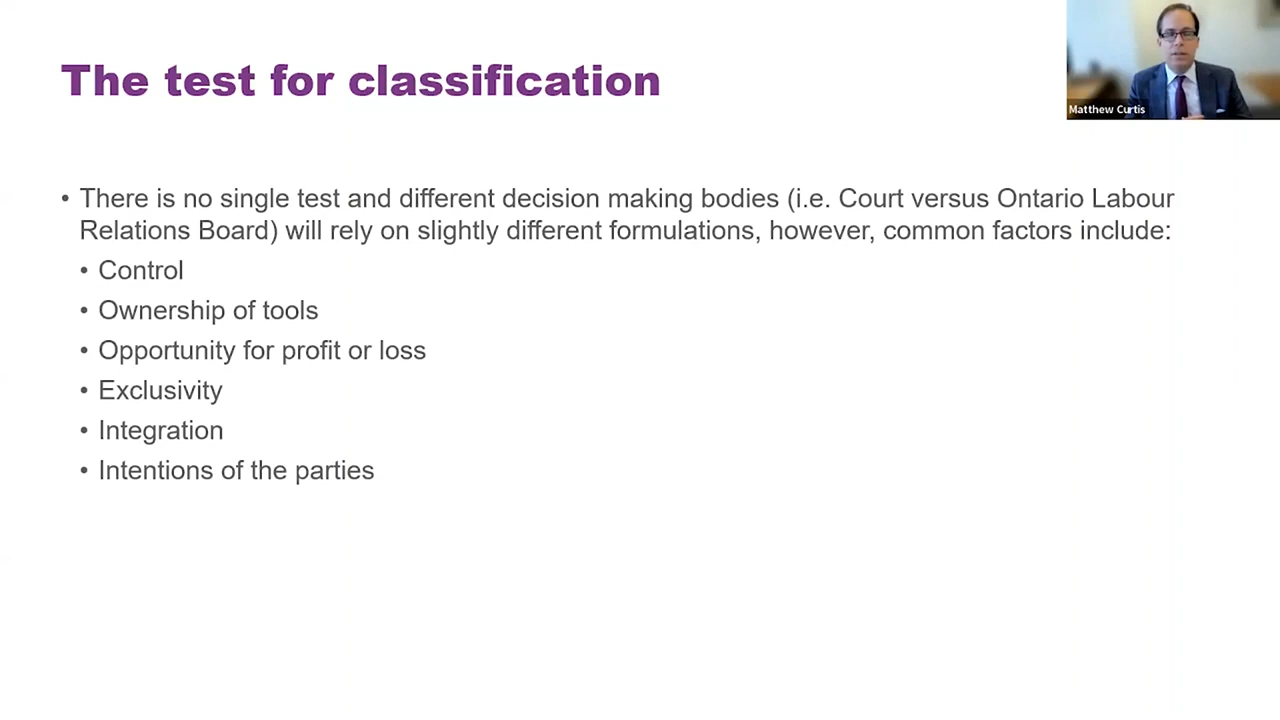 The test for classification
Matthew Curtis
• There is no single test and different decision making bodies (i.e. Court versus Ontario Labour
Relations Board) will rely on slightly different formulations, however, common factors include:
• Control
• Ownership of tools
• Opportunity for profit or loss
• Exclusivity
• Integration
• Intentions of the parties